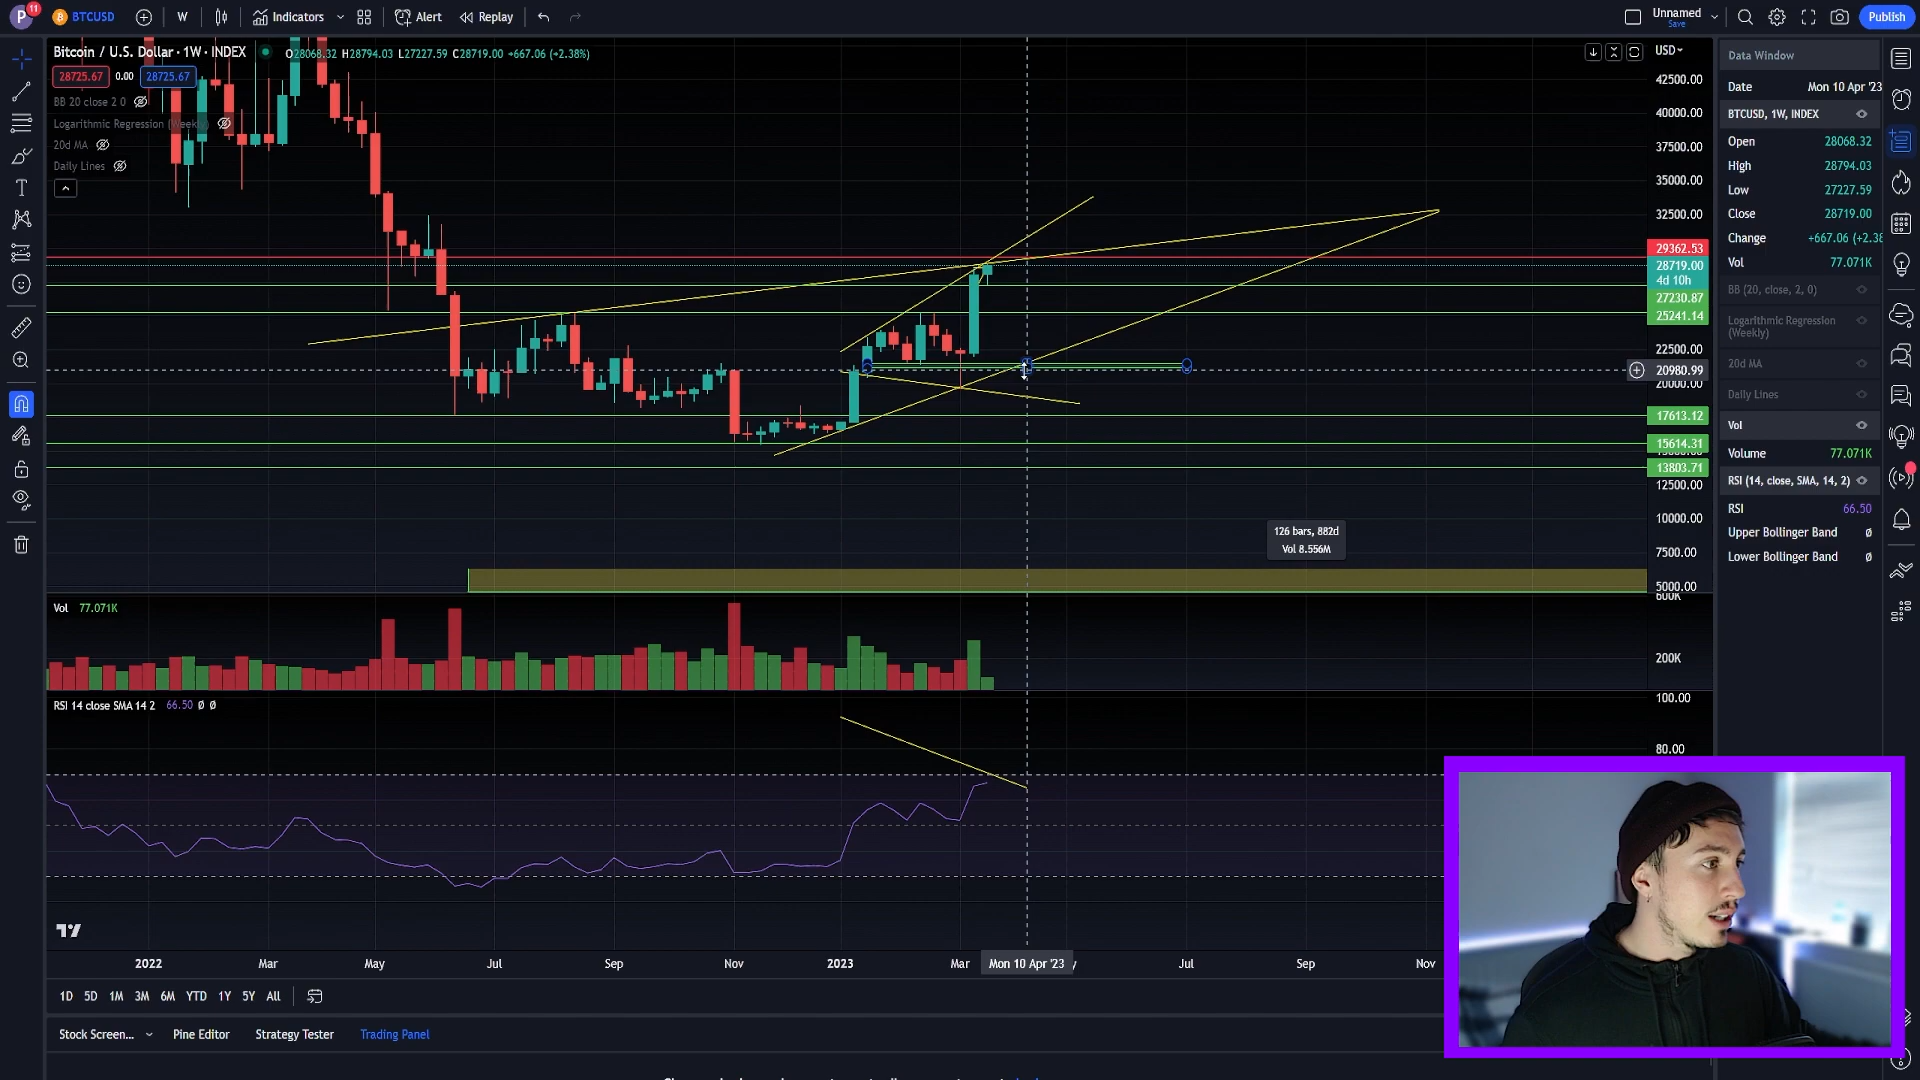 P 11 BTCUSD W Indicators Alert Replay Unnamed Save Publish
Bitcoin / U.S. Dollar · 1W · INDEX O28068.32 H28794.03 L27227.59 C28719.00 +667.06 (+2.38%) USD
28725.67 0.00 28725.67
BB 20 close 2 0
Logarithmic Regression (Weekly)
20d MA
Daily Lines
42500.00
40000.00
37500.00
35000.00
32500.00
29362.53
28719.00
4d 10h
27230.87
25241.14
22500.00
20980.99
20000.00
17613.12
15614.31
13803.71
12500.00
10000.00
7500.00
5000.00
126 bars, 882d
Vol 8.556M
Vol 77.071K
600K
200K
RSI 14 close SMA 14 2 66.50 Ø Ø
100.00
80.00
2022 Mar May Jul Sep Nov 2023 Mar Mon 10 Apr '23 Jul Sep Nov
1D 5D 1M 3M 6M YTD 1Y 5Y All
Stock Screen... Pine Editor Strategy Tester Trading Panel
Data Window
Date Mon 10 Apr '23
BTCUSD, 1W, INDEX
Open 28068.32
High 28794.03
Low 27227.59
Close 28719.00
Change +667.06 (+2.38
Vol 77.071K
BB (20, close, 2, 0)
Logarithmic Regression
(Weekly)
20d MA
Daily Lines
Vol
Volume 77.071K
RSI (14, close, SMA, 14, 2)
RSI 66.50
Upper Bollinger Band Ø
Lower Bollinger Band Ø